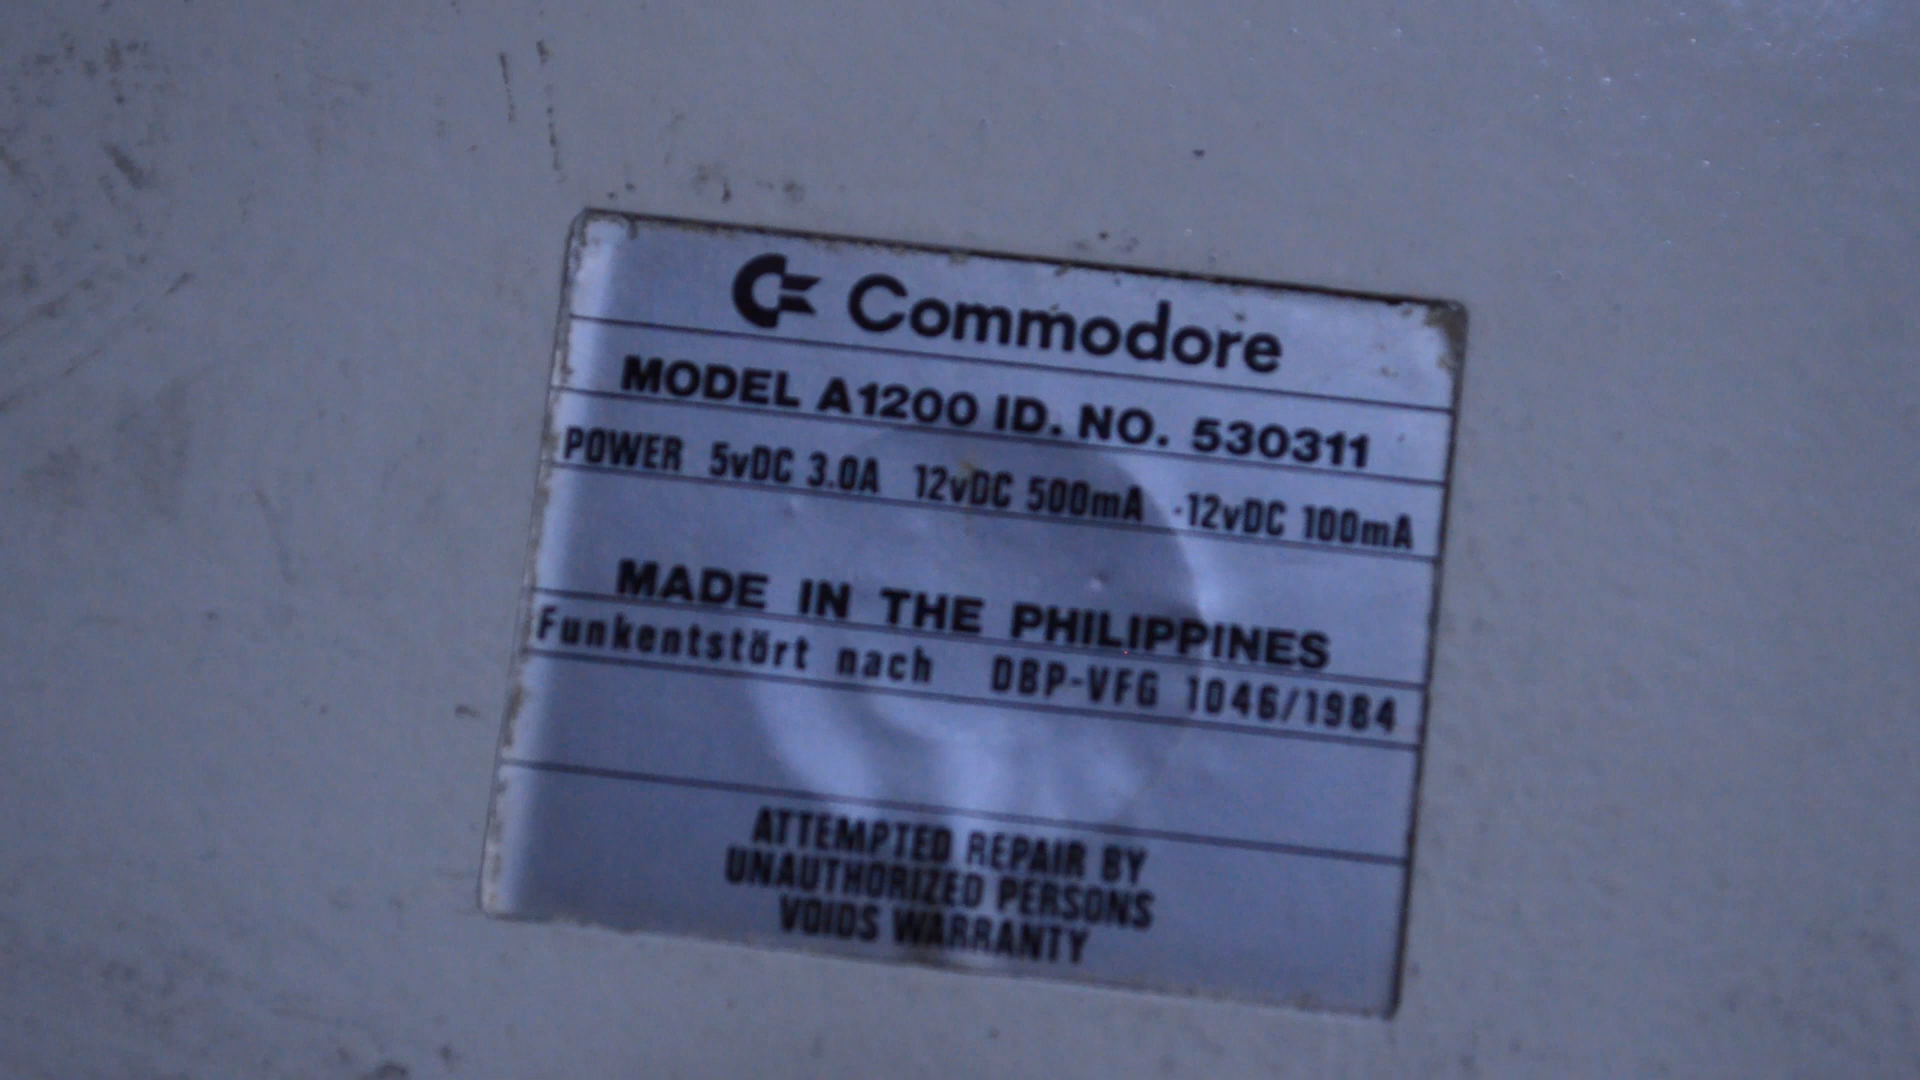 Commodore
MODEL A1200 ID. NO. 530311
POWER 5vDC 3.0A 12vDC 500mA -12vDC 100mA
MADE IN THE PHILIPPINES
Funkentstört nach DBP-VFG 1046/1984
ATTEMPTED REPAIR BY
UNAUTHORIZED PERSONS
VOIDS WARRANTY